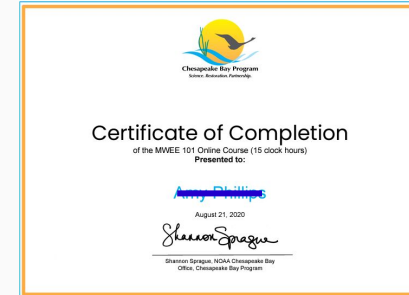 Chesapeake Bay Program
Science. Restoration. Partnership.
Certificate of Completion
of the MWEE 101 Online Course (15 clock hours)
Presented to:
August 21, 2020
Shannon Sprague
Shannon Sprague, NOAA Chesapeake Bay
Office, Chesapeake Bay Program